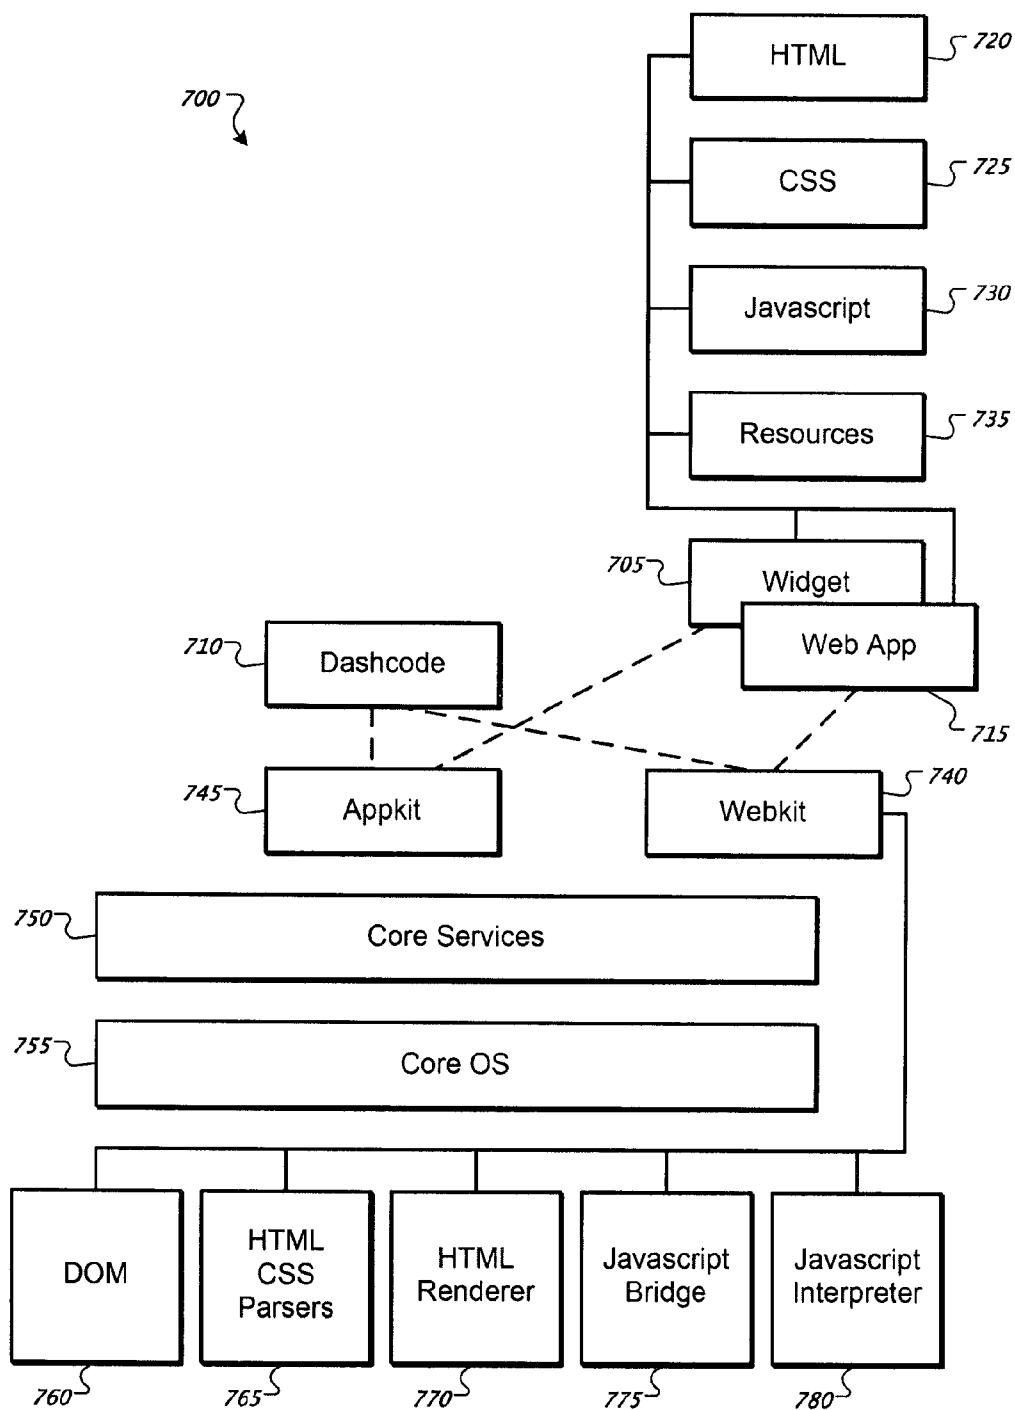 HTML
720
700
CSS
725
Javascript
730
Resources
735
705
Widget
710
Dashcode
Web App
715
745
Appkit
Webkit
740
750
Core Services
755
Core OS
DOM
HTML
CSS
Parsers
HTML
Renderer
Javascript
Bridge
Javascript
Interpreter
760
765
770
775
780